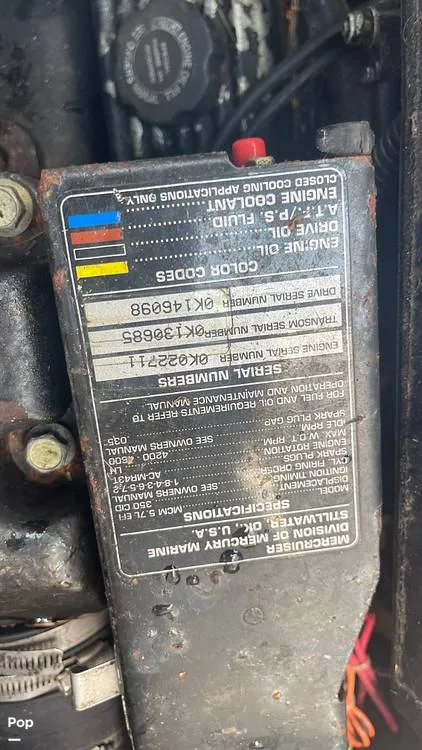 MERCRUISER
DIVISION OF MERCURY MARINE
STILLWATER, OK., U.S.A.
SPECIFICATIONS
MODEL MCM 5.7L EFI
DISPLACEMENT 350 CID
IGNITION TIMING SEE OWNERS MANUAL
CYL. FIRING ORDER 1-8-4-3-6-5-7-2
SPARK PLUGS AC-MR43T
ENGINE ROTATION LH
MAX. W.O.T. RPM 4200 - 4600
IDLE RPM SEE OWNERS MANUAL
SPARK PLUG GAP .035
FOR FUEL AND OIL REQUIREMENTS REFER TO
OPERATION AND MAINTENANCE MANUAL
SERIAL NUMBERS
ENGINE SERIAL NUMBER 0K022711
TRANSOM SERIAL NUMBER 0K130685
DRIVE SERIAL NUMBER 0K146098
COLOR CODES
ENGINE OIL
DRIVE OIL
A.T.F./P.S. FLUID
ENGINE COOLANT
CLOSED COOLING APPLICATIONS ONLY
Pop